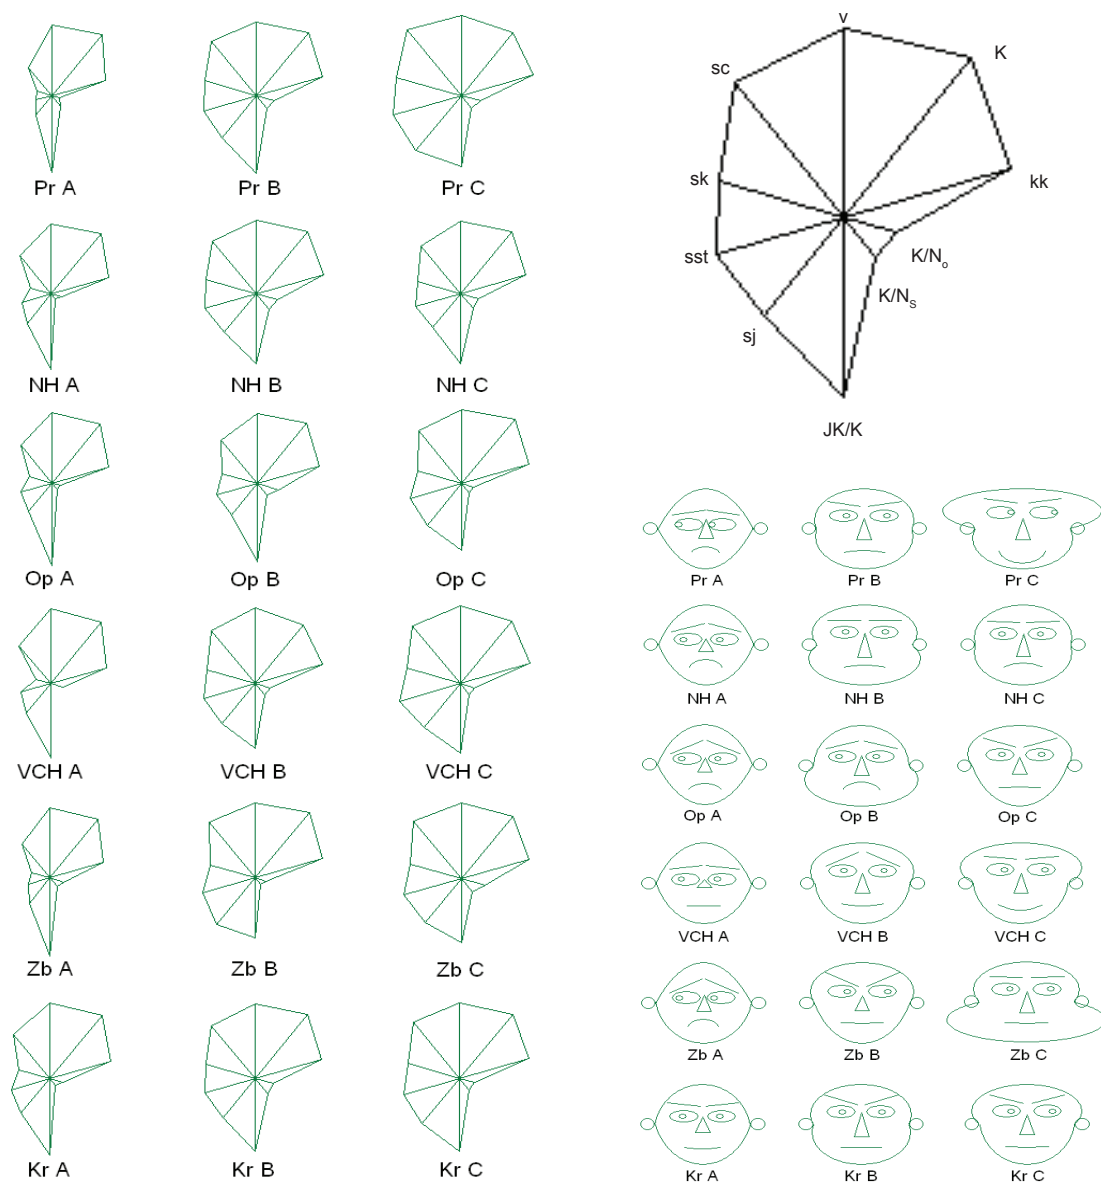 Pr A
Pr B
Pr C
NH A
NH B
NH C
Op A
Op B
Op C
VCH A
VCH B
VCH C
Zb A
Zb B
Zb C
Kr A
Kr B
Kr C
v
K
sc
kk
sk
sst
K/No
K/NS
sj
JK/K
Pr A
Pr B
Pr C
NH A
NH B
NH C
Op A
Op B
Op C
VCH A
VCH B
VCH C
Zb A
Zb B
Zb C
Kr A
Kr B
Kr C